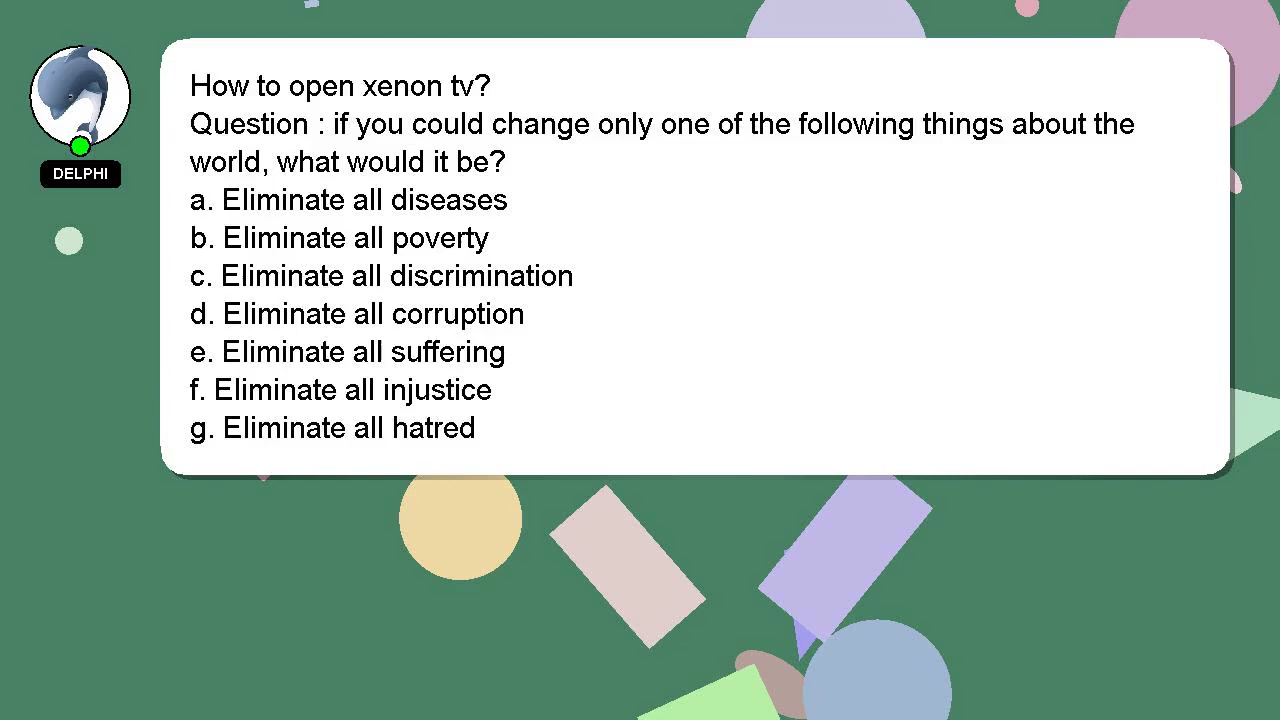 DELPHI
How to open xenon tv?
Question : if you could change only one of the following things about the
world, what would it be?
a. Eliminate all diseases
b. Eliminate all poverty
c. Eliminate all discrimination
d. Eliminate all corruption
e. Eliminate all suffering
f. Eliminate all injustice
g. Eliminate all hatred